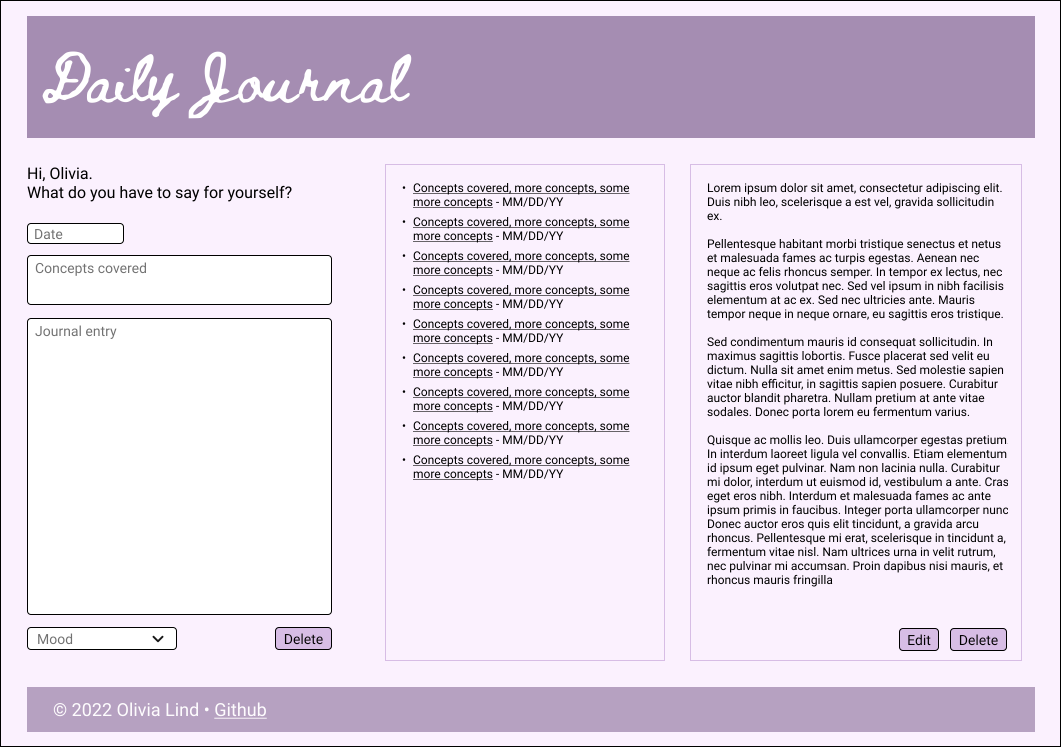 Daily Journal
Hi, Olivia.
What do you have to say for yourself?
Date
Concepts covered
Journal entry
Mood
Delete
• Concepts covered, more concepts, some
more concepts - MM/DD/YY
• Concepts covered, more concepts, some
more concepts - MM/DD/YY
• Concepts covered, more concepts, some
more concepts - MM/DD/YY
• Concepts covered, more concepts, some
more concepts - MM/DD/YY
• Concepts covered, more concepts, some
more concepts - MM/DD/YY
• Concepts covered, more concepts, some
more concepts - MM/DD/YY
• Concepts covered, more concepts, some
more concepts - MM/DD/YY
• Concepts covered, more concepts, some
more concepts - MM/DD/YY
• Concepts covered, more concepts, some
more concepts - MM/DD/YY
Lorem ipsum dolor sit amet, consectetur adipiscing elit.
Duis nibh leo, scelerisque a est vel, gravida sollicitudin
ex.
Pellentesque habitant morbi tristique senectus et netus
et malesuada fames ac turpis egestas. Aenean nec
neque ac felis rhoncus semper. In tempor ex lectus, nec
sagittis eros volutpat nec. Sed vel ipsum in nibh facilisis
elementum at ac ex. Sed nec ultricies ante. Mauris
tempor neque in neque ornare, eu sagittis eros tristique.
Sed condimentum mauris id consequat sollicitudin. In
maximus sagittis lobortis. Fusce placerat sed velit eu
dictum. Nulla sit amet enim metus. Sed molestie sapien
vitae nibh efficitur, in sagittis sapien posuere. Curabitur
auctor blandit pharetra. Nullam pretium at ante vitae
sodales. Donec porta lorem eu fermentum varius.
Quisque ac mollis leo. Duis ullamcorper egestas pretium
In interdum laoreet ligula vel convallis. Etiam elementum
id ipsum eget pulvinar. Nam non lacinia nulla. Curabitur
mi dolor, interdum ut euismod id, vestibulum a ante. Cras
eget eros nibh. Interdum et malesuada fames ac ante
ipsum primis in faucibus. Integer porta ullamcorper nunc
Donec auctor eros quis elit tincidunt, a gravida arcu
rhoncus. Pellentesque mi erat, scelerisque in tincidunt a,
fermentum vitae nisl. Nam ultrices urna in velit rutrum,
nec pulvinar mi accumsan. Proin dapibus nisi mauris, et
rhoncus mauris fringilla
Edit
Delete
© 2022 Olivia Lind • Github